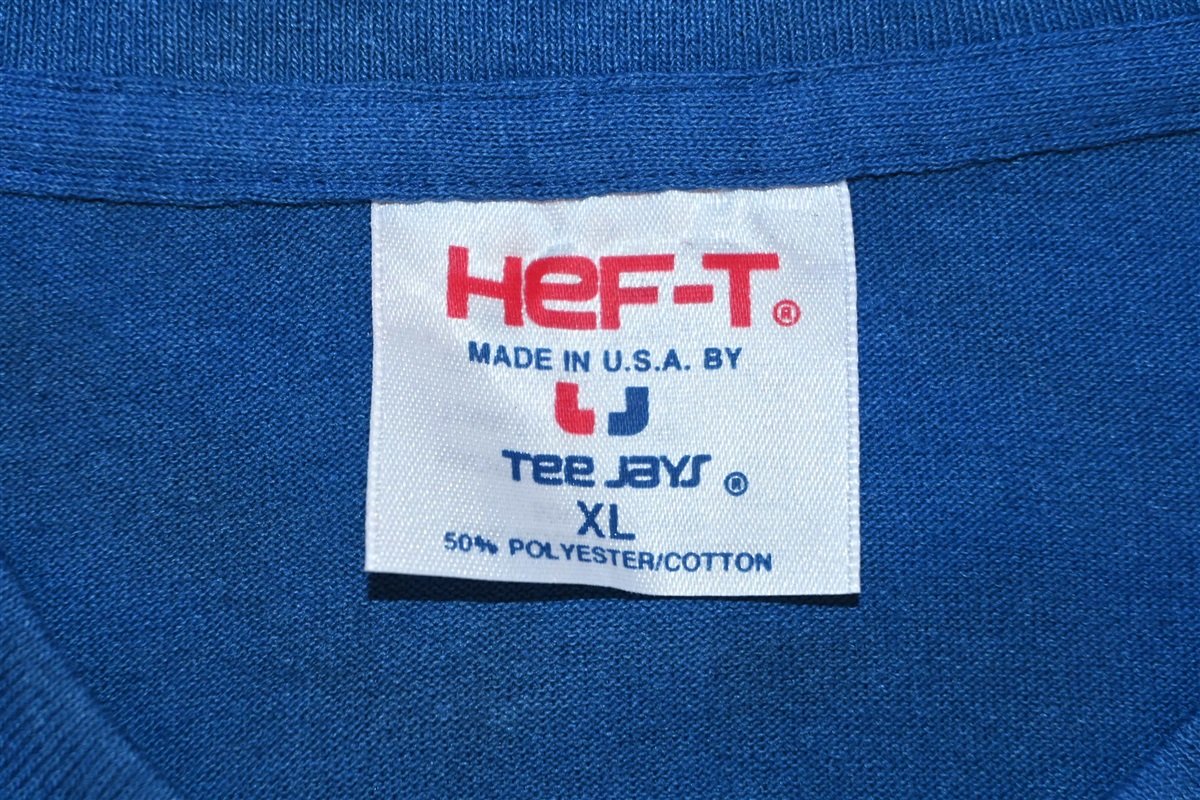 HeF-T®
MADE IN U.S.A. BY
TEE JAYS ®
XL
50% POLYESTER/COTTON